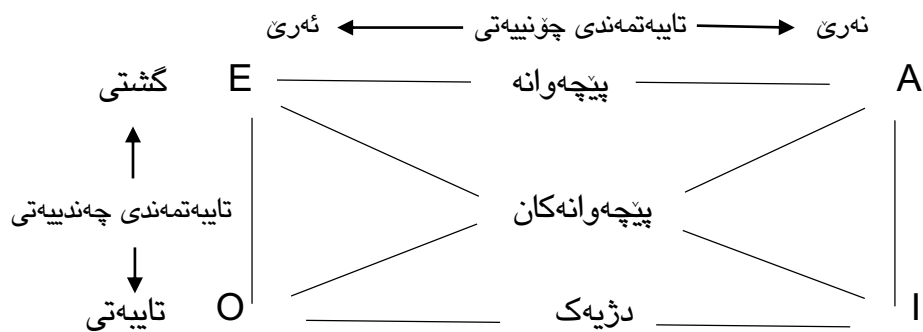 نەرێ تایبەتمەندی چۆنییەتی ئەرێ
A پێچەوانە E گشتی
تایبەتمەندی چەندییەتی پێچەوانەکان
I دژیەک O تایبەتی